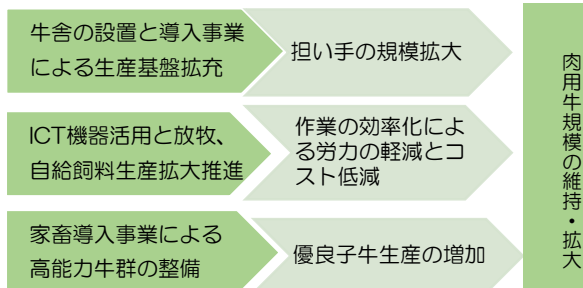 牛舎の設置と導入事業
による生産基盤拡充
担い手の規模拡大
ICT機器活用と放牧、
自給飼料生産拡大推進
作業の効率化によ
る労力の軽減とコ
スト低減
家畜導入事業による
高能力牛群の整備
優良子牛生産の増加
肉用牛規模の維持・拡大